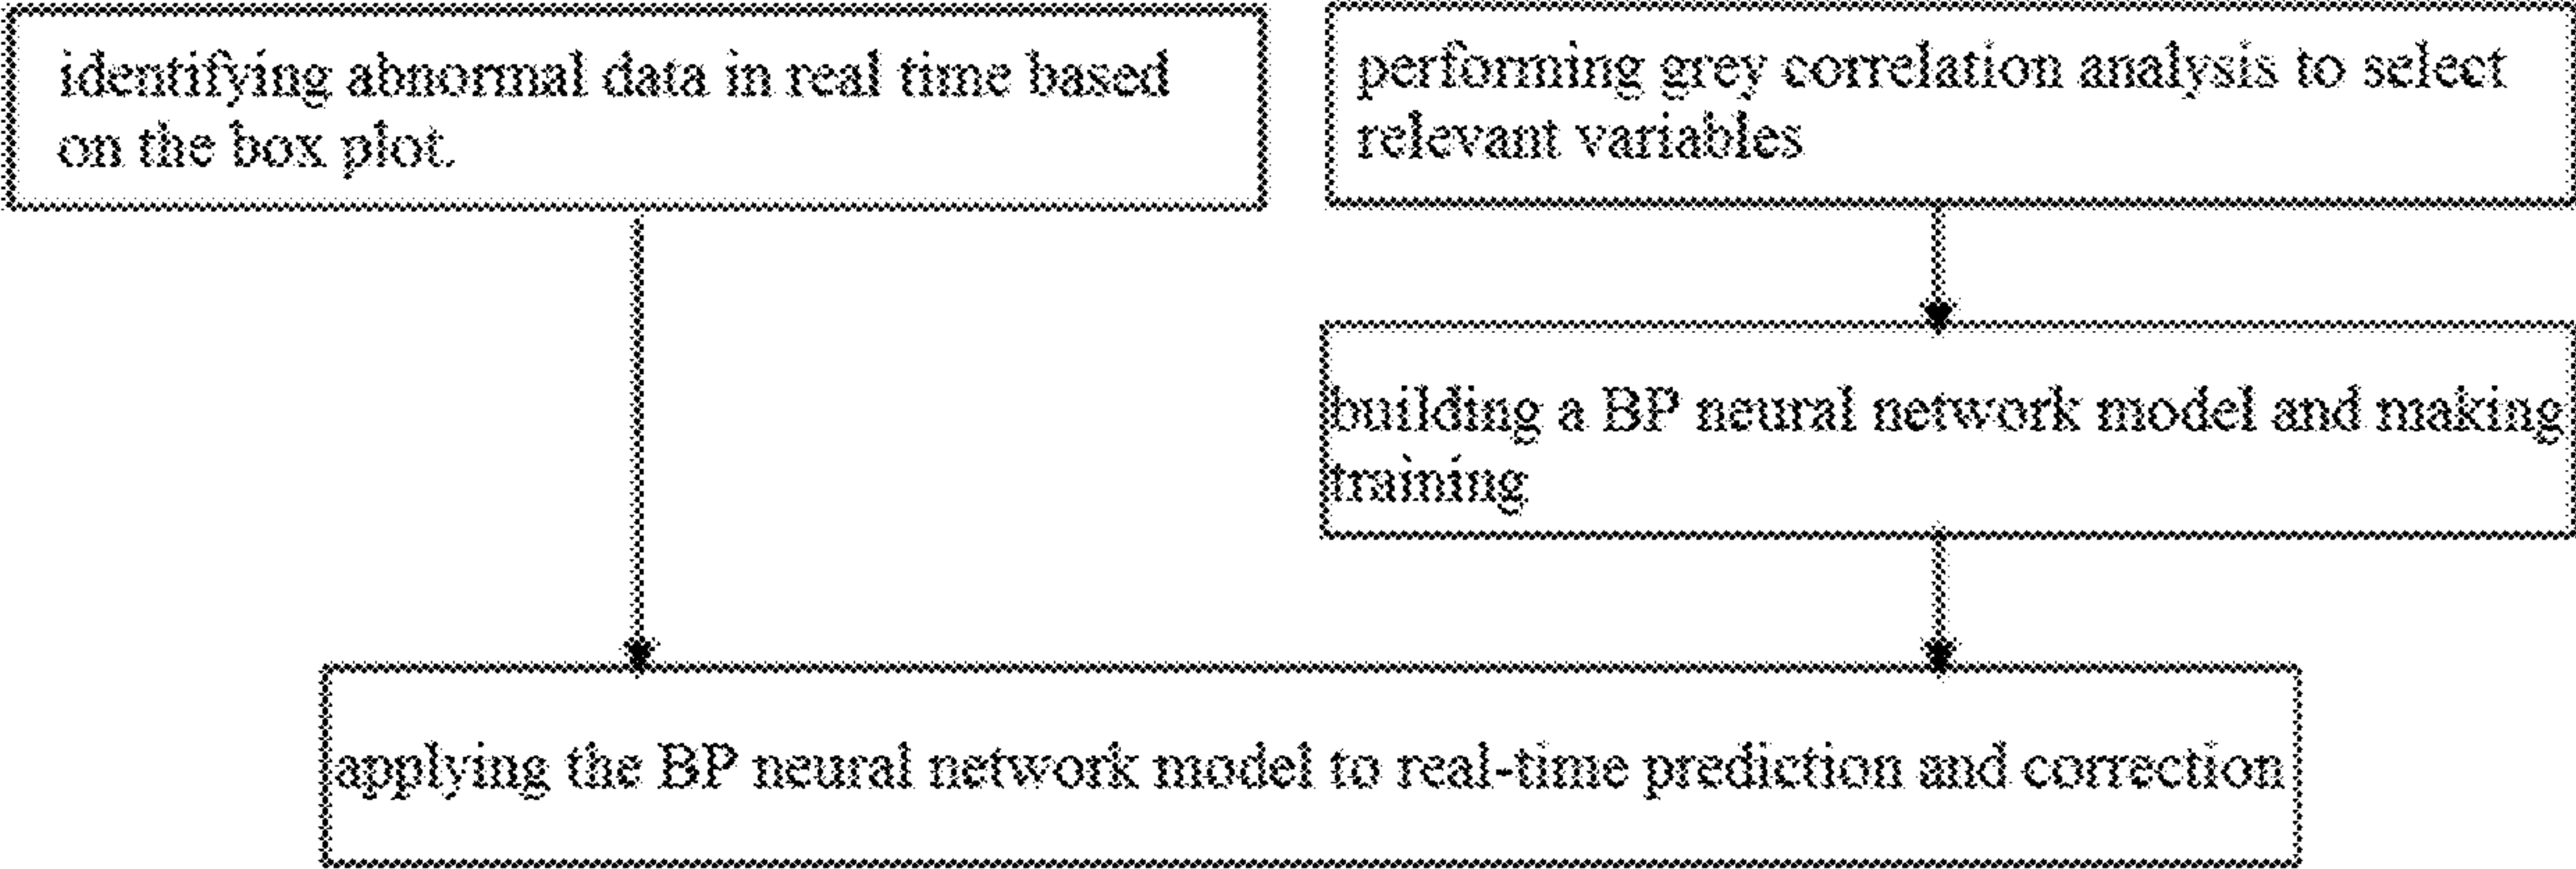 identifying abnormal data in real time based
on the box plot.
performing grey correlation analysis to select
relevant variables
building a BP neural network model and making
training
applying the BP neural network model to real-time prediction and correction